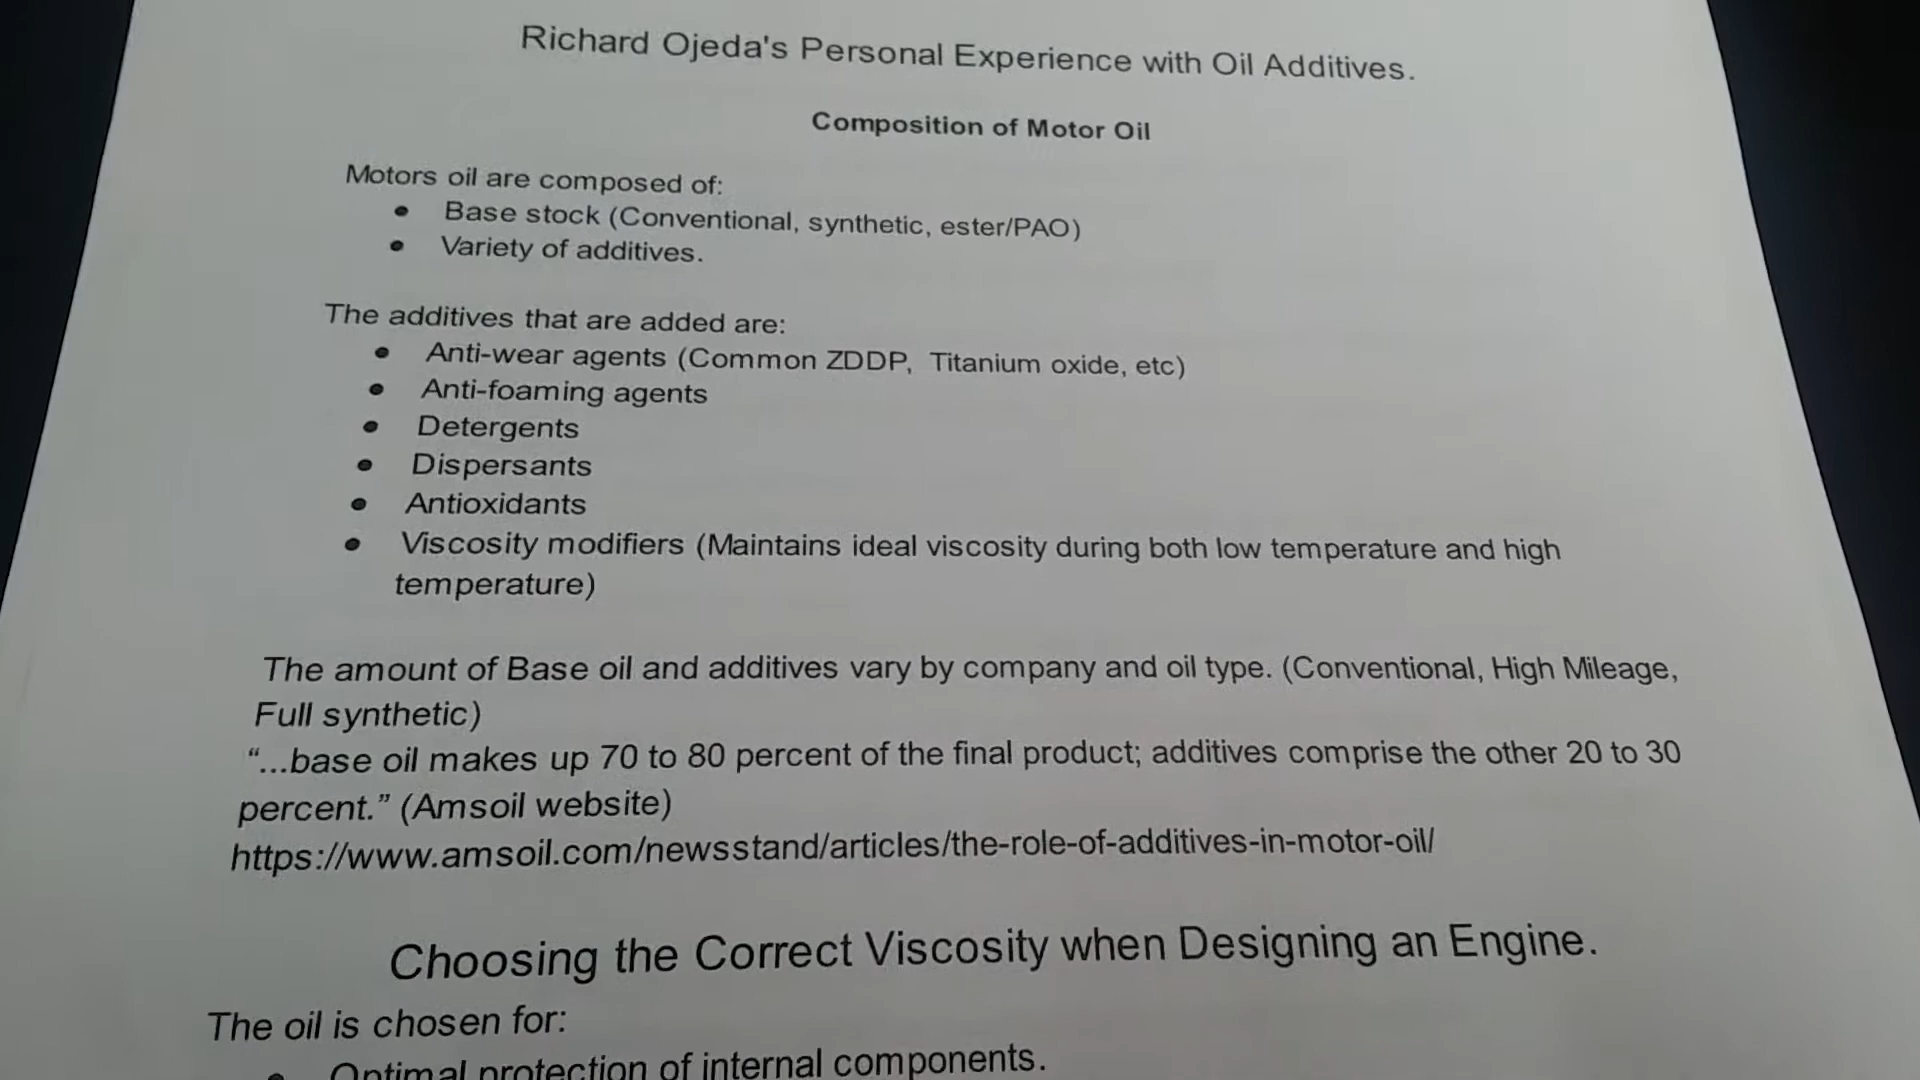 Richard Ojeda's Personal Experience with Oil Additives.
Composition of Motor Oil
Motors oil are composed of:
● Base stock (Conventional, synthetic, ester/PAO)
● Variety of additives.
The additives that are added are:
● Anti-wear agents (Common ZDDP, Titanium oxide, etc)
● Anti-foaming agents
● Detergents
● Dispersants
● Antioxidants
● Viscosity modifiers (Maintains ideal viscosity during both low temperature and high
temperature)
The amount of Base oil and additives vary by company and oil type. (Conventional, High Mileage,
Full synthetic)
“...base oil makes up 70 to 80 percent of the final product; additives comprise the other 20 to 30
percent.” (Amsoil website)
https://www.amsoil.com/newsstand/articles/the-role-of-additives-in-motor-oil/
Choosing the Correct Viscosity when Designing an Engine.
The oil is chosen for:
● Optimal protection of internal components.